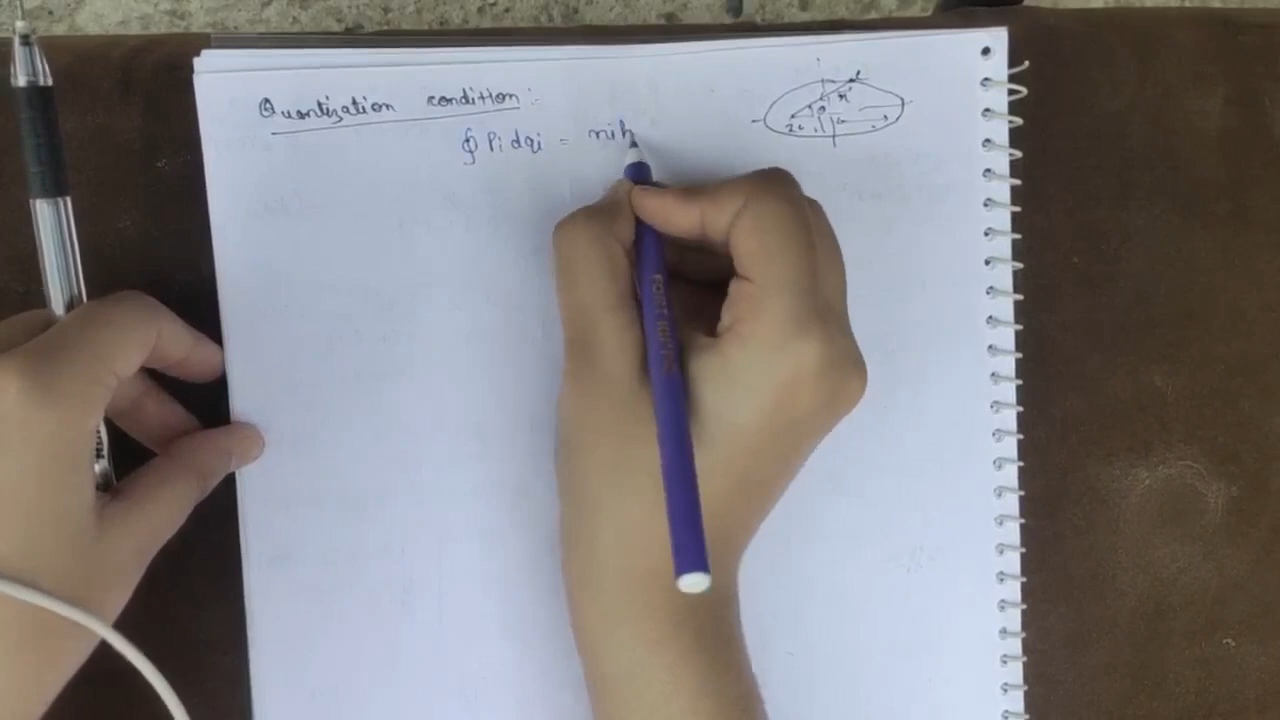 Quantization condition :-
∮ Pi dqi = nih